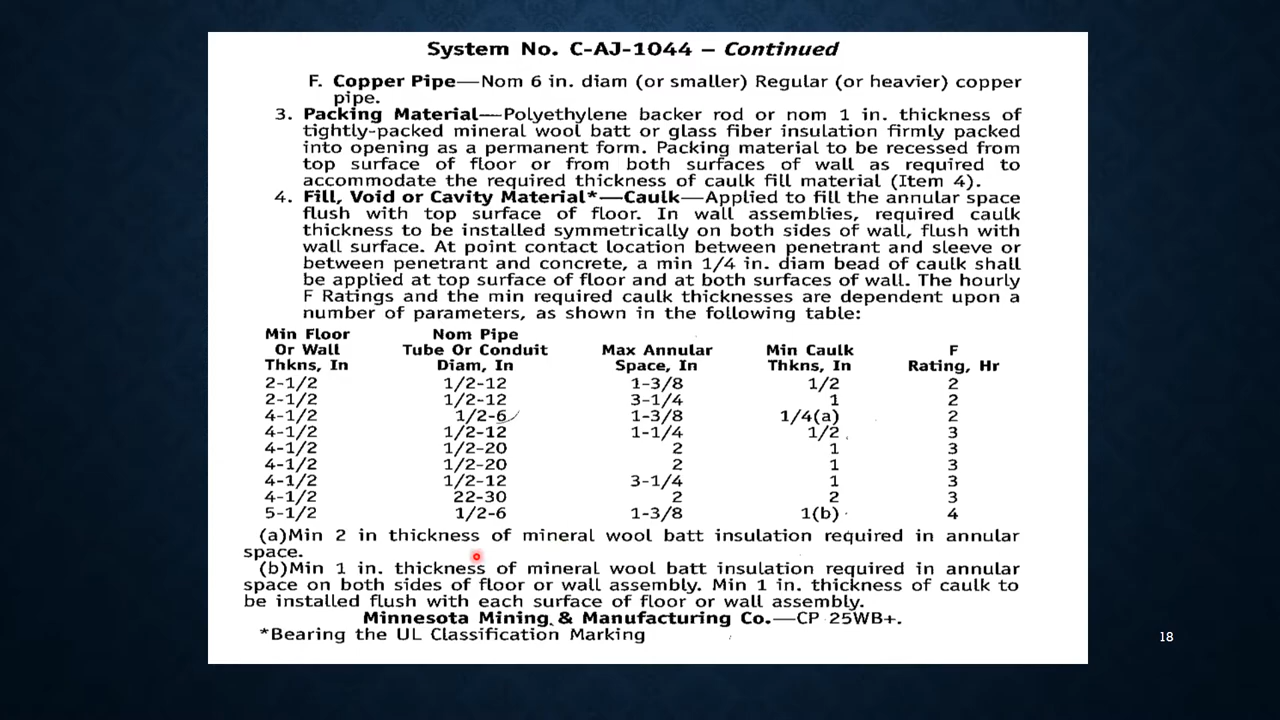 System No. C-AJ-1044 – Continued
F. Copper Pipe—Nom 6 in. diam (or smaller) Regular (or heavier) copper
pipe.
3. Packing Material—Polyethylene backer rod or nom 1 in. thickness of
tightly-packed mineral wool batt or glass fiber insulation firmly packed
into opening as a permanent form. Packing material to be recessed from
top surface of floor or from both surfaces of wall as required to
accommodate the required thickness of caulk fill material (Item 4).
4. Fill, Void or Cavity Material*—Caulk—Applied to fill the annular space
flush with top surface of floor. In wall assemblies, required caulk
thickness to be installed symmetrically on both sides of wall, flush with
wall surface. At point contact location between penetrant and sleeve or
between penetrant and concrete, a min 1/4 in. diam bead of caulk shall
be applied at top surface of floor and at both surfaces of wall. The hourly
F Ratings and the min required caulk thicknesses are dependent upon a
number of parameters, as shown in the following table:
Min Floor Nom Pipe
Or Wall Tube Or Conduit Max Annular Min Caulk F
Thkns, In Diam, In Space, In Thkns, In Rating, Hr
2-1/2 1/2-12 1-3/8 1/2 2
2-1/2 1/2-12 3-1/4 1 2
4-1/2 1/2-6 1-3/8 1/4(a) 2
4-1/2 1/2-12 1-1/4 1/2 3
4-1/2 1/2-20 2 1 3
4-1/2 1/2-20 2 1 3
4-1/2 1/2-12 3-1/4 1 3
4-1/2 22-30 2 2 3
5-1/2 1/2-6 1-3/8 1(b) 4
(a)Min 2 in thickness of mineral wool batt insulation required in annular
space.
(b)Min 1 in. thickness of mineral wool batt insulation required in annular
space on both sides of floor or wall assembly. Min 1 in. thickness of caulk to
be installed flush with each surface of floor or wall assembly.
Minnesota Mining & Manufacturing Co.—CP 25WB+.
*Bearing the UL Classification Marking
18